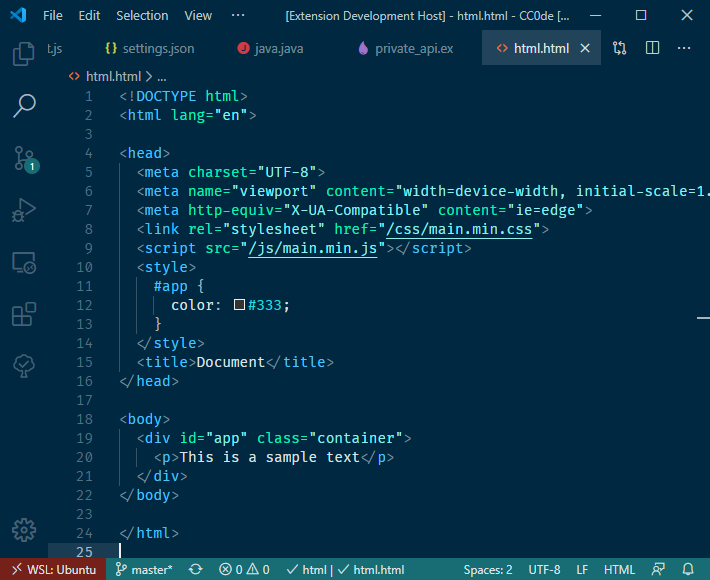 File Edit Selection View ··· [Extension Development Host] - html.html - CC0de [...
t.js {} settings.json java.java private_api.ex <> html.html ···
<> html.html > ...
1 <!DOCTYPE html>
2 <html lang="en">
3
4 <head>
5 <meta charset="UTF-8">
6 <meta name="viewport" content="width=device-width, initial-scale=1.
7 <meta http-equiv="X-UA-Compatible" content="ie=edge">
8 <link rel="stylesheet" href="/css/main.min.css">
9 <script src="/js/main.min.js"></script>
10 <style>
11 #app {
12 color: #333;
13 }
14 </style>
15 <title>Document</title>
16 </head>
17
18 <body>
19 <div id="app" class="container">
20 <p>This is a sample text</p>
21 </div>
22 </body>
23
24 </html>
25
1
WSL: Ubuntu master* 0 0 html | html.html Spaces: 2 UTF-8 LF HTML